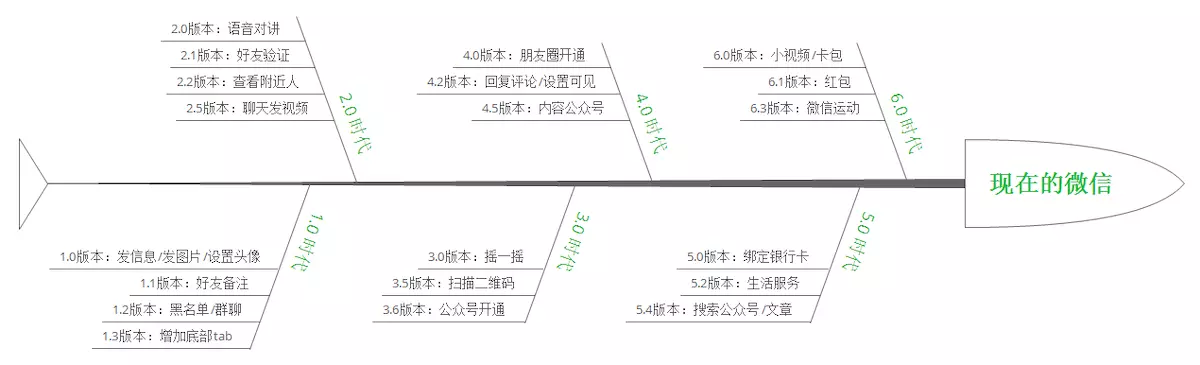 2.0版本：语音对讲
2.1版本：好友验证
2.2版本：查看附近人
2.5版本：聊天发视频
2.0时代
4.0版本：朋友圈开通
4.2版本：回复评论/设置可见
4.5版本：内容公众号
4.0时代
6.0版本：小视频/卡包
6.1版本：红包
6.3版本：微信运动
6.0时代
现在的微信
1.0时代
1.0版本：发信息/发图片/设置头像
1.1版本：好友备注
1.2版本：黑名单/群聊
1.3版本：增加底部tab
3.0时代
3.0版本：摇一摇
3.5版本：扫描二维码
3.6版本：公众号开通
5.0时代
5.0版本：绑定银行卡
5.2版本：生活服务
5.4版本：搜索公众号/文章